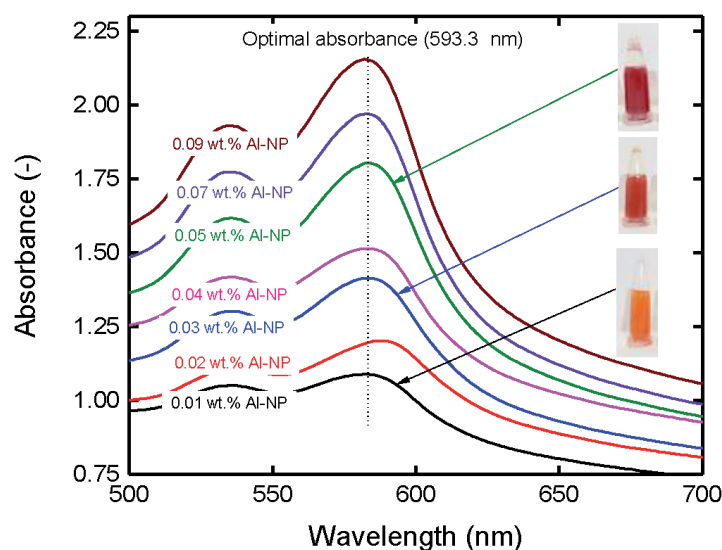 Optimal absorbance (593.3 nm)
2.25
2.00
1.75
1.50
1.25
1.00
0.75
Absorbance (-)
0.09 wt.% Al-NP
0.07 wt.% Al-NP
0.05 wt.% Al-NP
0.04 wt.% Al-NP
0.03 wt.% Al-NP
0.02 wt.% Al-NP
0.01 wt.% Al-NP
500 550 600 650 700
Wavelength (nm)